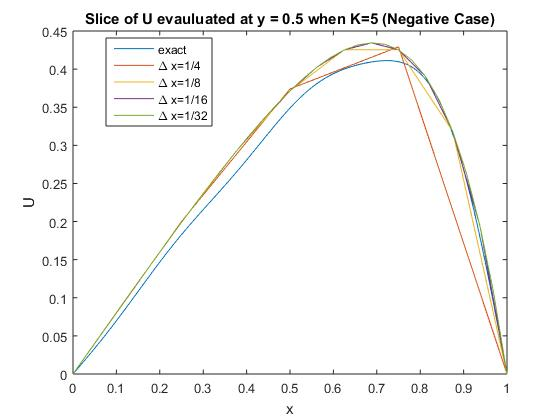 Slice of U evauluated at y = 0.5 when K=5 (Negative Case)
exact
Δ x=1/4
Δ x=1/8
Δ x=1/16
Δ x=1/32
0.45
0.4
0.35
0.3
0.25
0.2
0.15
0.1
0.05
0
U
0 0.1 0.2 0.3 0.4 0.5 0.6 0.7 0.8 0.9 1
x